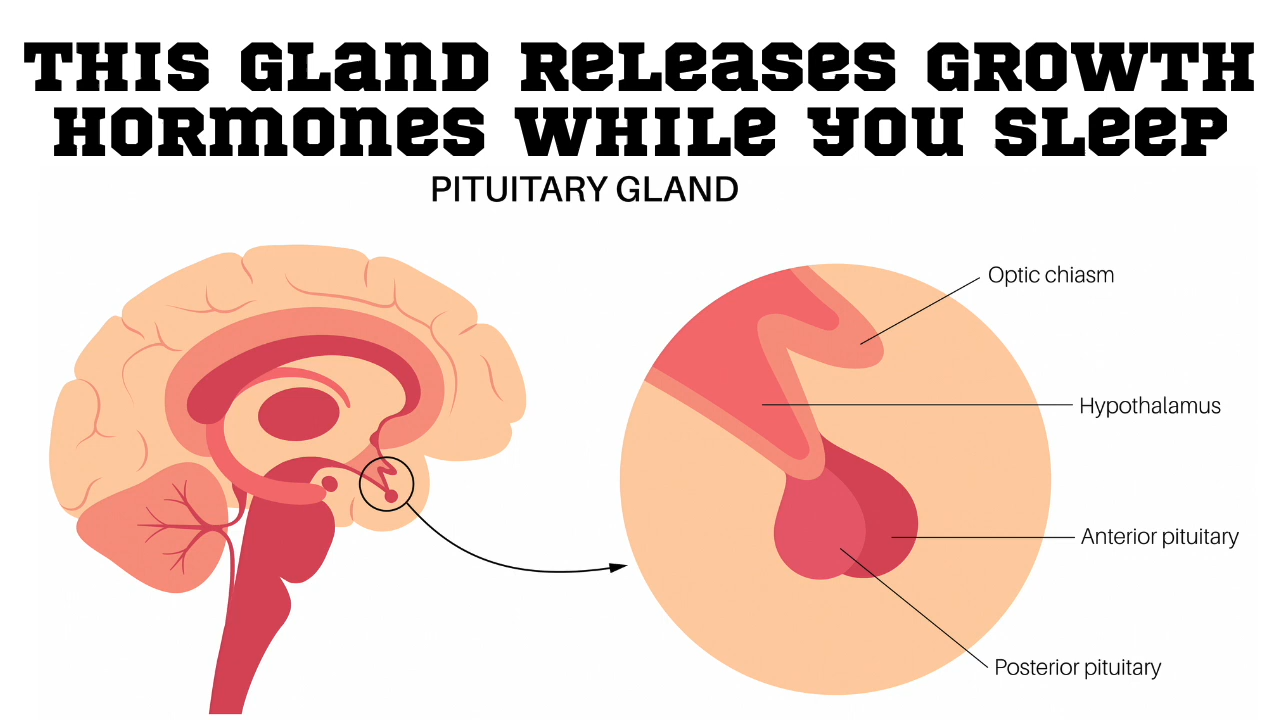 THIS GLanD ReLeases GROWTH
HORmones WHILe you sLeeP
PITUITARY GLAND
Optic chiasm
Hypothalamus
Anterior pituitary
Posterior pituitary